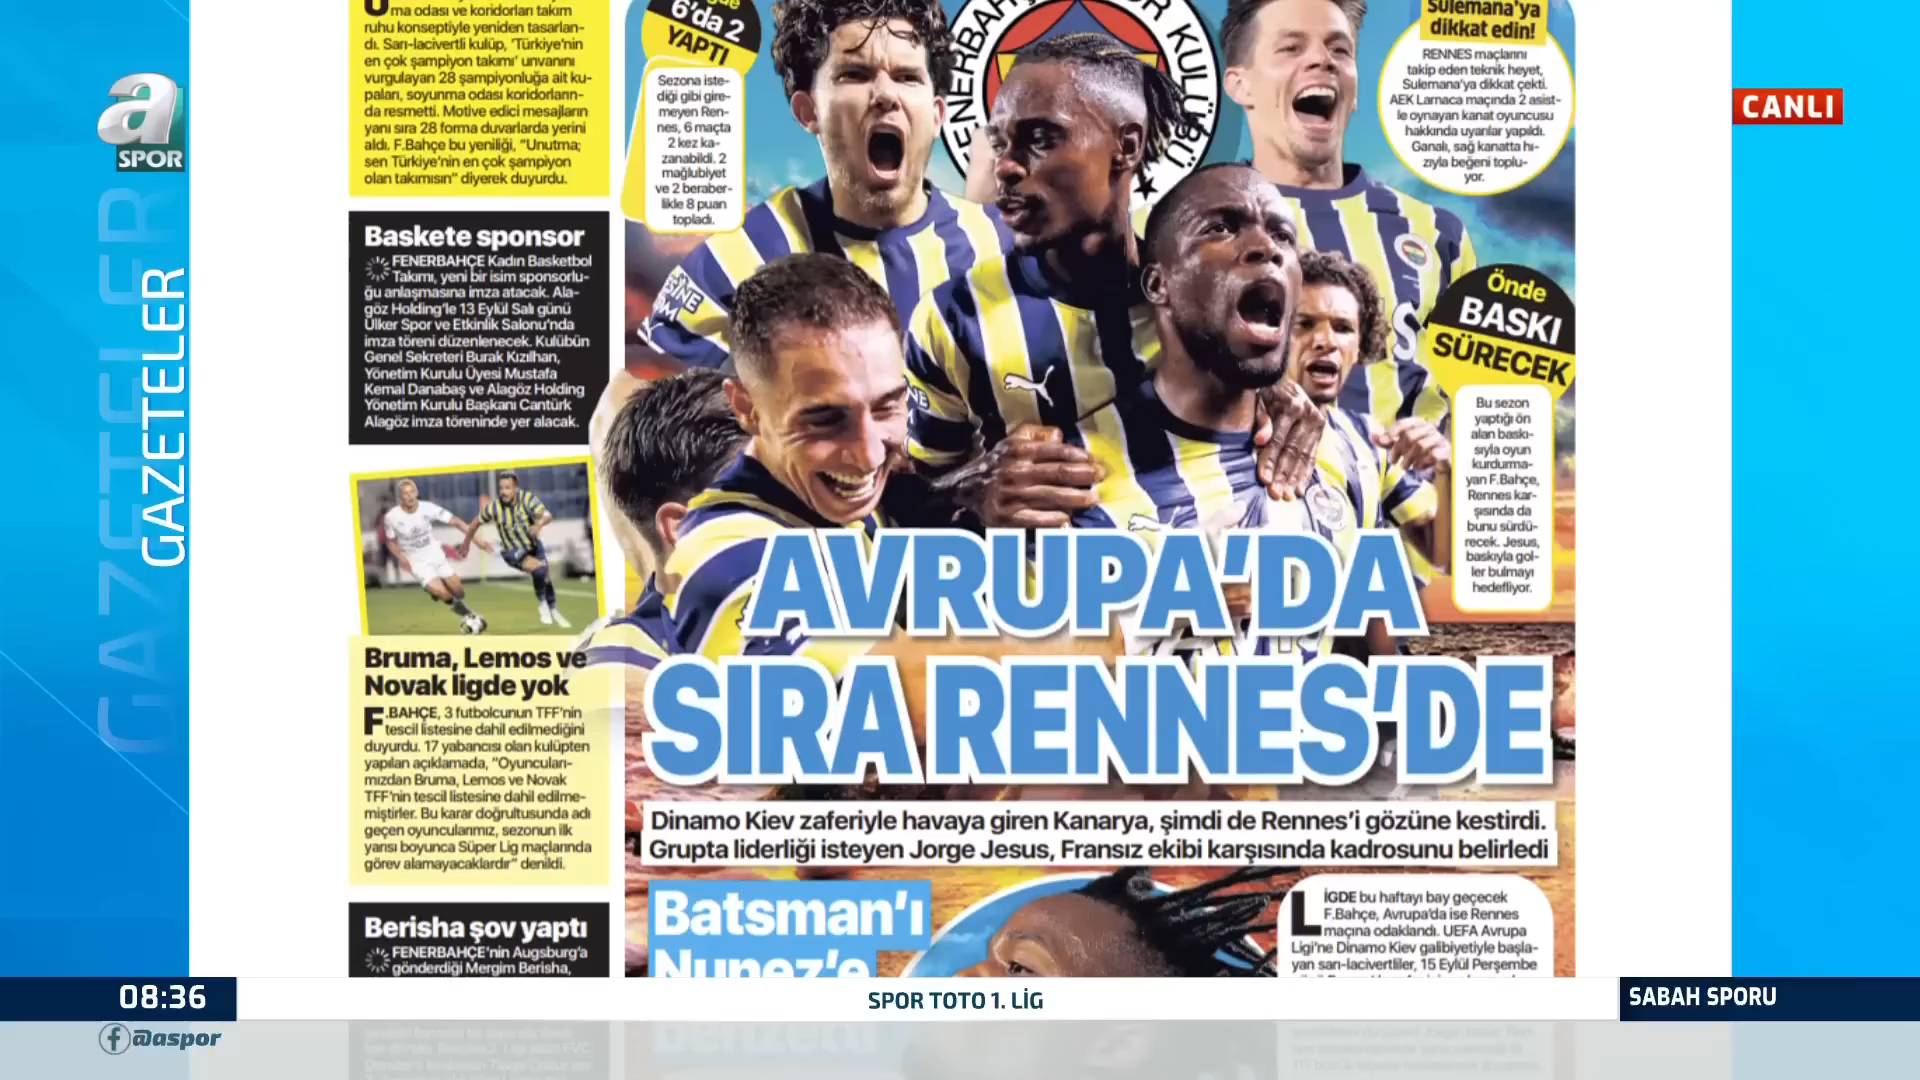 a
SPOR
GAZETELER
GAZETELER
ma odası ve koridorları takım
ruhu konseptiyle yeniden tasarlan-
dı. Sarı-lacivertli kulüp, 'Türkiye'nin
en çok şampiyon takımı' unvanını
vurgulayan 28 şampiyonluğa ait ku-
paları, soyunma odası koridorların-
da resmetti. Motive edici mesajların
yanı sıra 28 forma duvarlarda yerini
aldı. F.Bahçe bu yeniliği, "Unutma;
sen Türkiye'nin en çok şampiyon
olan takımısın" diyerek duyurdu.
Baskete sponsor
FENERBAHÇE Kadın Basketbol
Takımı, yeni bir isim sponsorlu-
ğu anlaşmasına imza atacak. Ala-
göz Holding'le 13 Eylül Salı günü
Ülker Spor ve Etkinlik Salonu'nda
imza töreni düzenlenecek. Kulübün
Genel Sekreteri Burak Kızılhan,
Yönetim Kurulu Üyesi Mustafa
Kemal Danabaş ve Alagöz Holding
Yönetim Kurulu Başkanı Cantürk
Alagöz imza töreninde yer alacak.
Bruma, Lemos ve
Novak ligde yok
F.BAHÇE, 3 futbolcunun TFF'nin
tescil listesine dahil edilmediğini
duyurdu. 17 yabancısı olan kulüpten
yapılan açıklamada, "Oyuncuları-
mızdan Bruma, Lemos ve Novak
TFF'nin tescil listesine dahil edilme-
miştirler. Bu karar doğrultusunda adı
geçen oyuncularımız, sezonun ilk
yarısı boyunca Süper Lig maçlarında
görev alamayacaklardır" denildi.
Berisha şov yaptı
FENERBAHÇE'nin Augsburg'a
gönderdiği Mergim Berisha,
6'da 2
YAPTI
Sezona iste-
diği gibi gire-
meyen Ren-
nes, 6 maçta
2 kez ka-
zanabildi. 2
mağlubiyet
ve 2 beraber-
likle 8 puan
topladı.
Sulemana'ya
dikkat edin!
RENNES maçlarını
takip eden teknik heyet,
Sulemana'ya dikkat çekti.
AEK Larnaca maçında 2 asist-
le oynayan kanat oyuncusu
hakkında uyarılar yapıldı.
Ganalı, sağ kanatta hı-
zıyla beğeni toplu-
yor.
Önde
BASKI
SÜRECEK
Bu sezon
yaptığı ön
alan baskı-
sıyla oyun
kurdurma-
yan F.Bahçe,
Rennes kar-
şısında da
bunu sürdü-
recek. Jesus,
baskıyla gol-
ler bulmayı
hedefliyor.
AVRUPA'DA
SIRA RENNES'DE
Dinamo Kiev zaferiyle havaya giren Kanarya, şimdi de Rennes'i gözüne kestirdi.
Grupta liderliği isteyen Jorge Jesus, Fransız ekibi karşısında kadrosunu belirledi
Batsman'ı
Nunez'e
LİGDE bu haftayı bay geçecek
F.Bahçe, Avrupa'da ise Rennes
maçına odaklandı. UEFA Avrupa
Ligi'ne Dinamo Kiev galibiyetiyle başla-
yan sarı-lacivertliler, 15 Eylül Perşembe
CANLI
08:36
SPOR TOTO 1. LİG
SABAH SPORU
@aspor